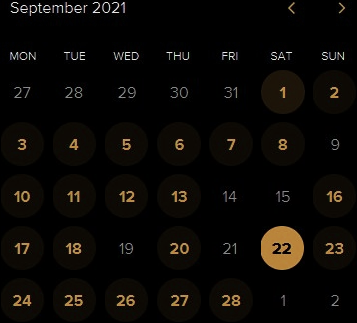 September 2021
MON TUE WED THU FRI SAT SUN
27 28 29 30 31 1 2
3 4 5 6 7 8 9
10 11 12 13 14 15 16
17 18 19 20 21 22 23
24 25 26 27 28 1 2